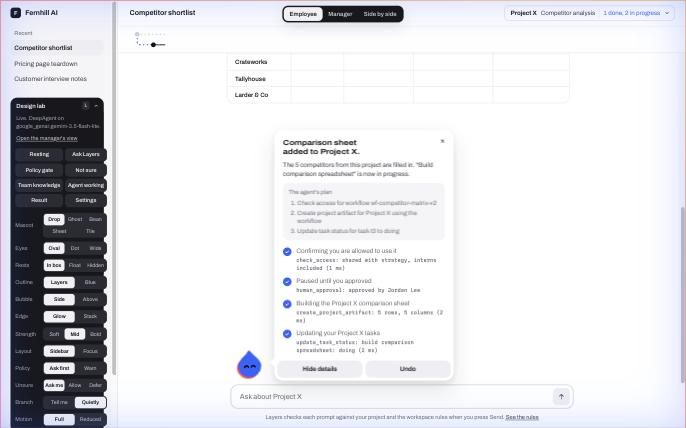 Fernhill AI
Recent
Competitor shortlist
Pricing page teardown
Customer interview notes
Design lab
L
Live. DeepAgent on
google_genai:gemini-3.5-flash-lite
Open the manager's view
Resting Ask Layers
Policy gate Not sure
Team knowledge Agent working
Result Settings
Mascot Drop Ghost Bean
Sheet Tile
Eyes Oval Dot Wide
Rests In box Float Hidden
Outline Layers Blue
Bubble Side Above
Edge Glow Stack
Strength Soft Mid Bold
Layout Sidebar Focus
Policy Ask first Warn
Unsure Ask me Allow Defer
Branch Tell me Quietly
Motion Full Reduced
Competitor shortlist
Employee Manager Side by side
Project X Competitor analysis 1 done, 2 in progress
Crateworks
Tallyhouse
Larder & Co
Comparison sheet
added to Project X.
The 5 competitors from this project are filled in. "Build
comparison spreadsheet" is now in progress.
The agent's plan
1. Check access for workflow wf-competitor-matrix-v2
2. Create project artifact for Project X using the
workflow
3. Update task status for task t3 to doing
Confirming you are allowed to use it
check_access: shared with strategy, interns
included (1 ms)
Paused until you approved
human_approval: approved by Jordan Lee
Building the Project X comparison sheet
create_project_artifact: 5 rows, 5 columns (2
ms)
Updating your Project X tasks
update_task_status: build comparison
spreadsheet: doing (2 ms)
Hide details Undo
Ask about Project X
Layers checks each prompt against your project and the workspace rules when you press Send. See the rules